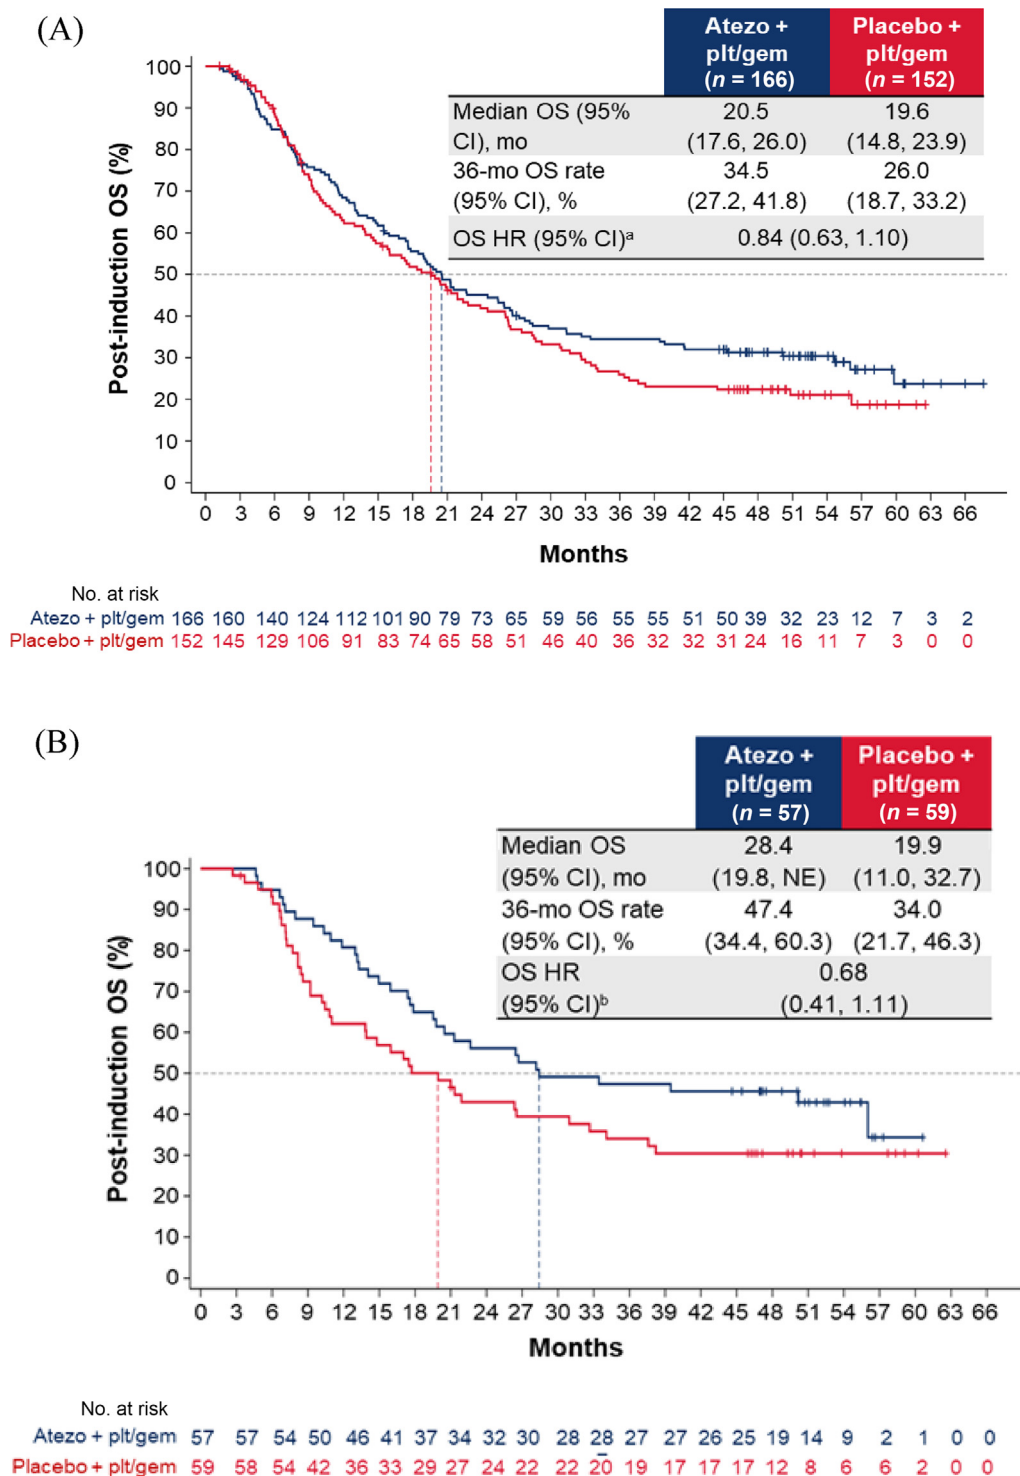 (A)
Atezo +
plt/gem
(n = 166)
Placebo +
plt/gem
(n = 152)
Median OS (95%
CI), mo
20.5
(17.6, 26.0)
19.6
(14.8, 23.9)
36-mo OS rate
(95% CI), %
34.5
(27.2, 41.8)
26.0
(18.7, 33.2)
OS HR (95% CI)ᵃ
0.84 (0.63, 1.10)
Post-induction OS (%)
100
90
80
70
60
50
40
30
20
10
0
0 3 6 9 12 15 18 21 24 27 30 33 36 39 42 45 48 51 54 57 60 63 66
Months
No. at risk
Atezo + plt/gem 166 160 140 124 112 101 90 79 73 65 59 56 55 55 51 50 39 32 23 12 7 3 2
Placebo + plt/gem 152 145 129 106 91 83 74 65 58 51 46 40 36 32 32 31 24 16 11 7 3 0 0
(B)
Atezo +
plt/gem
(n = 57)
Placebo +
plt/gem
(n = 59)
Median OS
(95% CI), mo
28.4
(19.8, NE)
19.9
(11.0, 32.7)
36-mo OS rate
(95% CI), %
47.4
(34.4, 60.3)
34.0
(21.7, 46.3)
OS HR
(95% CI)ᵇ
0.68
(0.41, 1.11)
Post-induction OS (%)
100
90
80
70
60
50
40
30
20
10
0
0 3 6 9 12 15 18 21 24 27 30 33 36 39 42 45 48 51 54 57 60 63 66
Months
No. at risk
Atezo + plt/gem 57 57 54 50 46 41 37 34 32 30 28 28 27 27 26 25 19 14 9 2 1 0 0
Placebo + plt/gem 59 58 54 42 36 33 29 27 24 22 22 20 19 17 17 17 12 8 6 6 2 0 0